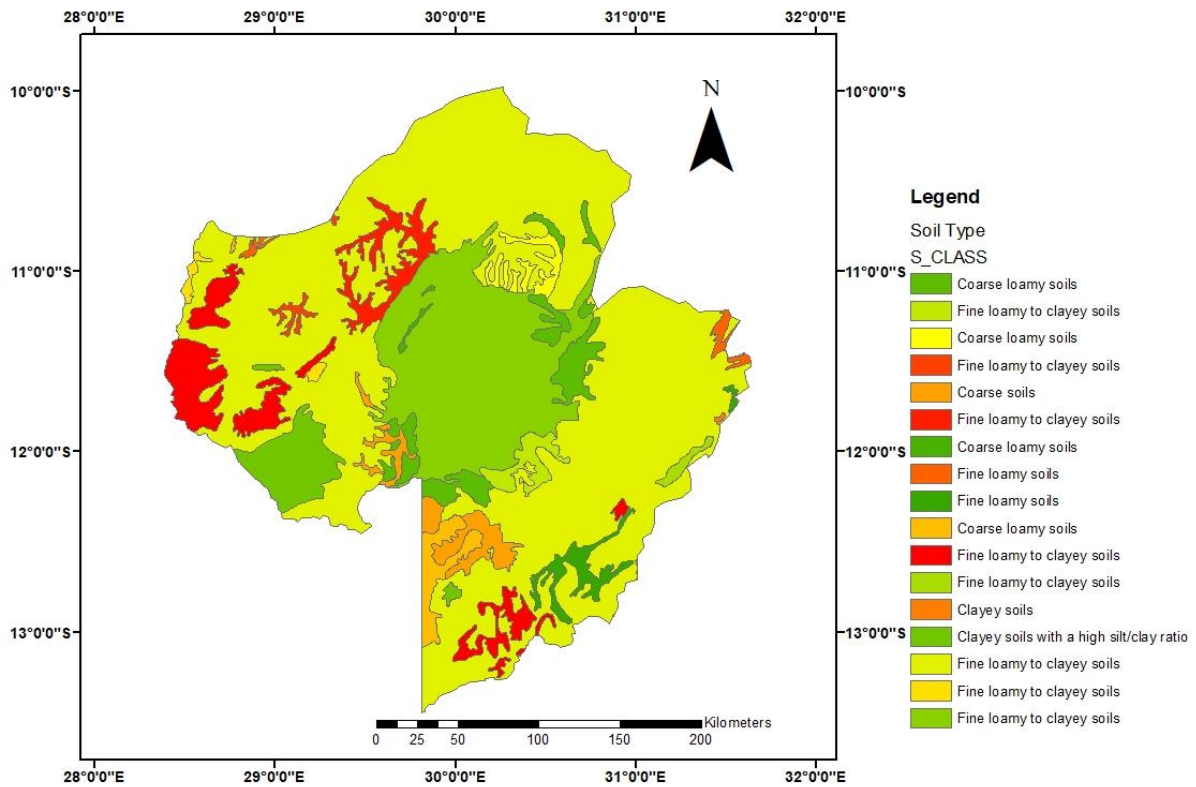 28°0'0"E 29°0'0"E 30°0'0"E 31°0'0"E 32°0'0"E
10°0'0"S 10°0'0"S
N
11°0'0"S 11°0'0"S
12°0'0"S 12°0'0"S
13°0'0"S 13°0'0"S
Kilometers
0 25 50 100 150 200
28°0'0"E 29°0'0"E 30°0'0"E 31°0'0"E 32°0'0"E
Legend
Soil Type
S_CLASS
Coarse loamy soils
Fine loamy to clayey soils
Coarse loamy soils
Fine loamy to clayey soils
Coarse soils
Fine loamy to clayey soils
Coarse loamy soils
Fine loamy soils
Fine loamy soils
Coarse loamy soils
Fine loamy to clayey soils
Fine loamy to clayey soils
Clayey soils
Clayey soils with a high silt/clay ratio
Fine loamy to clayey soils
Fine loamy to clayey soils
Fine loamy to clayey soils